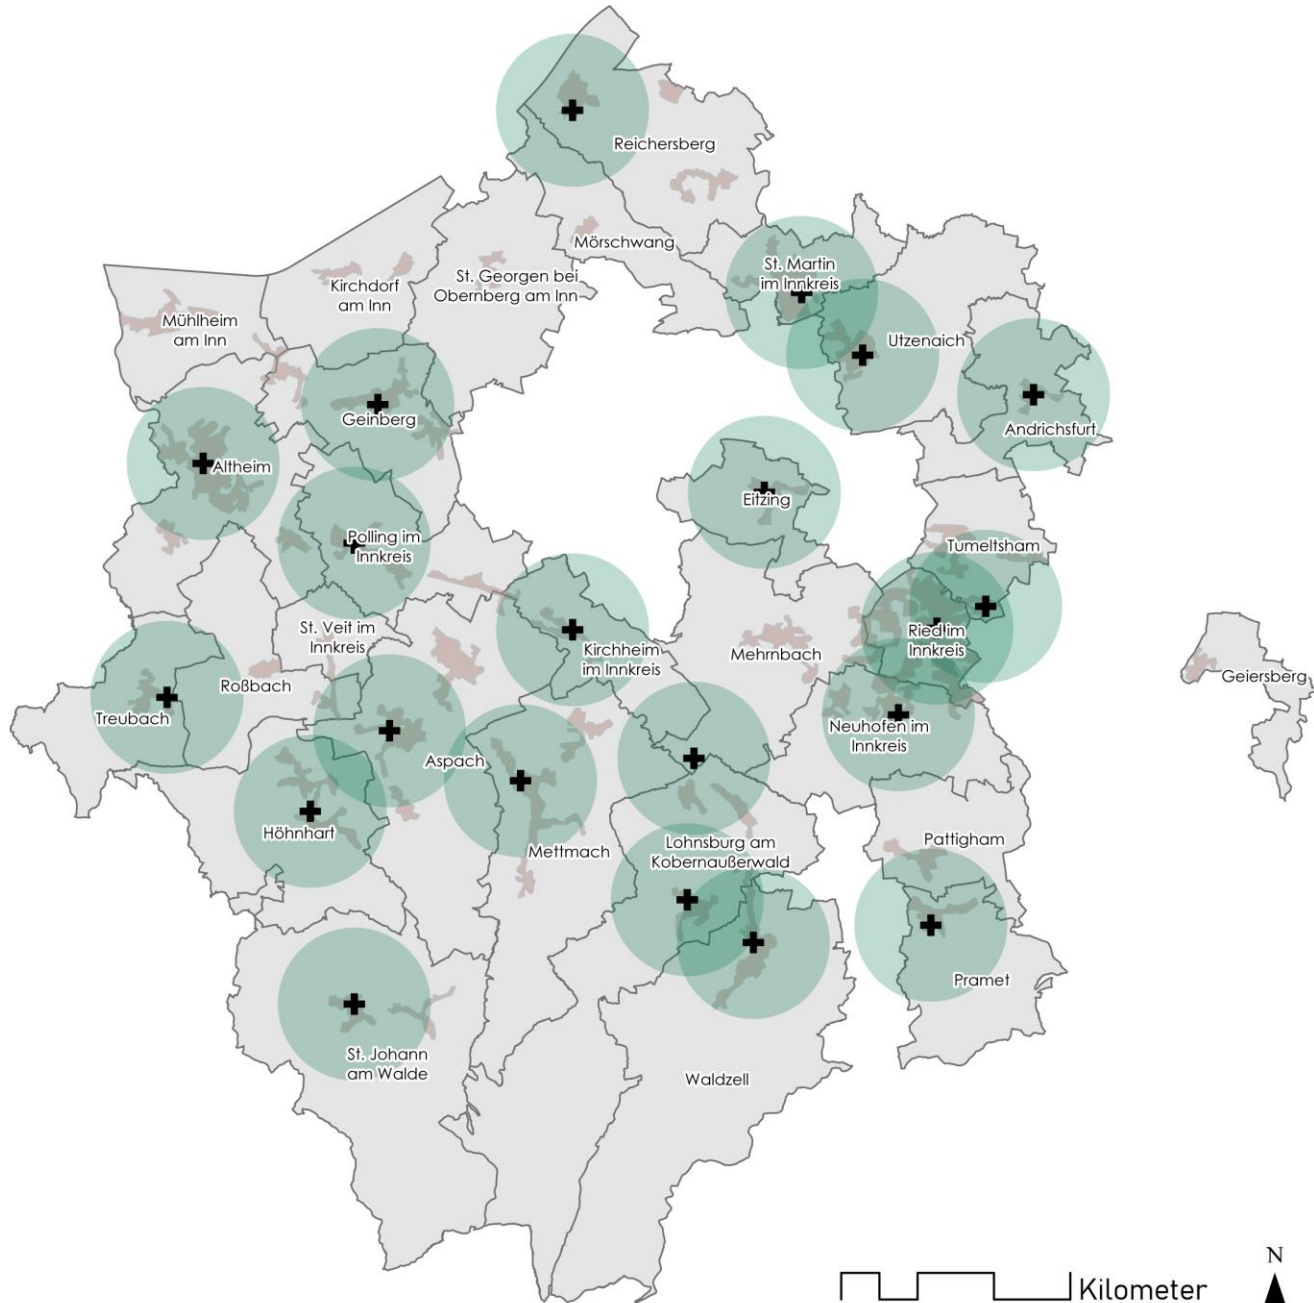 Reichersberg
Mörschwang
St. Martin
im Innkreis
St. Georgen bei
Obernberg am Inn
Kirchdorf
am Inn
Mühlheim
am Inn
Utzenaich
Geinberg
Andrichsfurt
Altheim
Eitzing
Polling im
Innkreis
Tumeltsham
St. Veit im
Innkreis
Ried im
Innkreis
Kirchheim
im Innkreis
Mehrnbach
Geiersberg
Roßbach
Treubach
Neuhofen im
Innkreis
Aspach
Höhnhart
Mettmach
Lohnsburg am
Kobernaußerwald
Pattigham
Pramet
St. Johann
am Walde
Waldzell
Kilometer
N